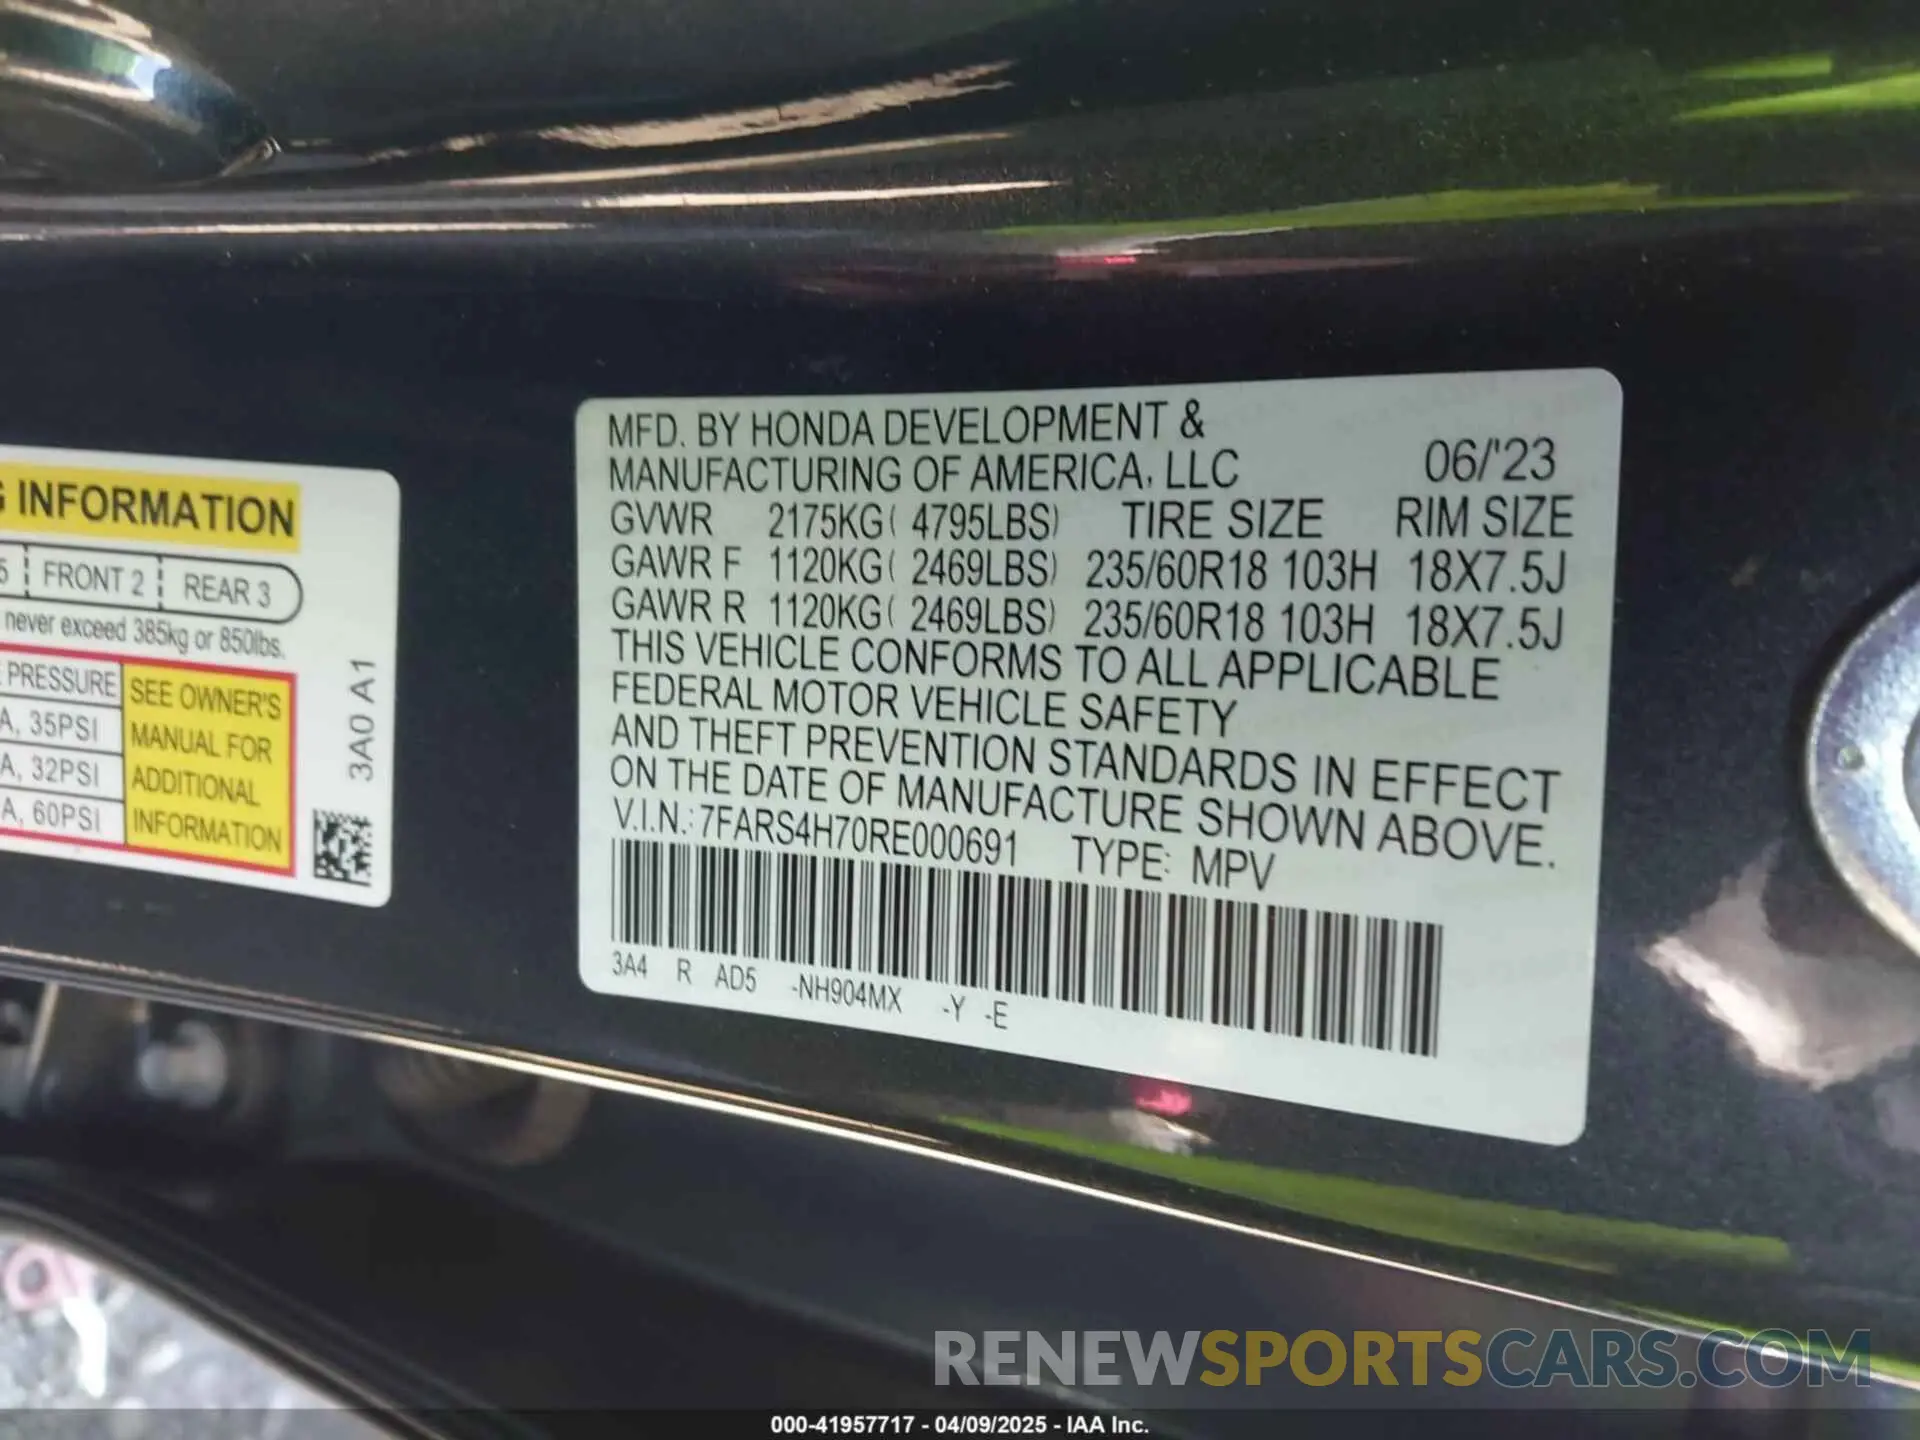 G INFORMATION
5 FRONT 2 REAR 3
never exceed 385kg or 850lbs.
PRESSURE
A, 35PSI
A, 32PSI
A, 60PSI
SEE OWNER'S
MANUAL FOR
ADDITIONAL
INFORMATION
3A0 A1
MFD. BY HONDA DEVELOPMENT &
MANUFACTURING OF AMERICA, LLC 06/'23
GVWR 2175KG( 4795LBS) TIRE SIZE RIM SIZE
GAWR F 1120KG( 2469LBS) 235/60R18 103H 18X7.5J
GAWR R 1120KG( 2469LBS) 235/60R18 103H 18X7.5J
THIS VEHICLE CONFORMS TO ALL APPLICABLE
FEDERAL MOTOR VEHICLE SAFETY
AND THEFT PREVENTION STANDARDS IN EFFECT
ON THE DATE OF MANUFACTURE SHOWN ABOVE.
V.I.N.: 7FARS4H70RE000691 TYPE: MPV
3A4 R AD5 -NH904MX -Y -E
RENEWSPORTSCARS.COM
000-41957717 - 04/09/2025 - IAA Inc.